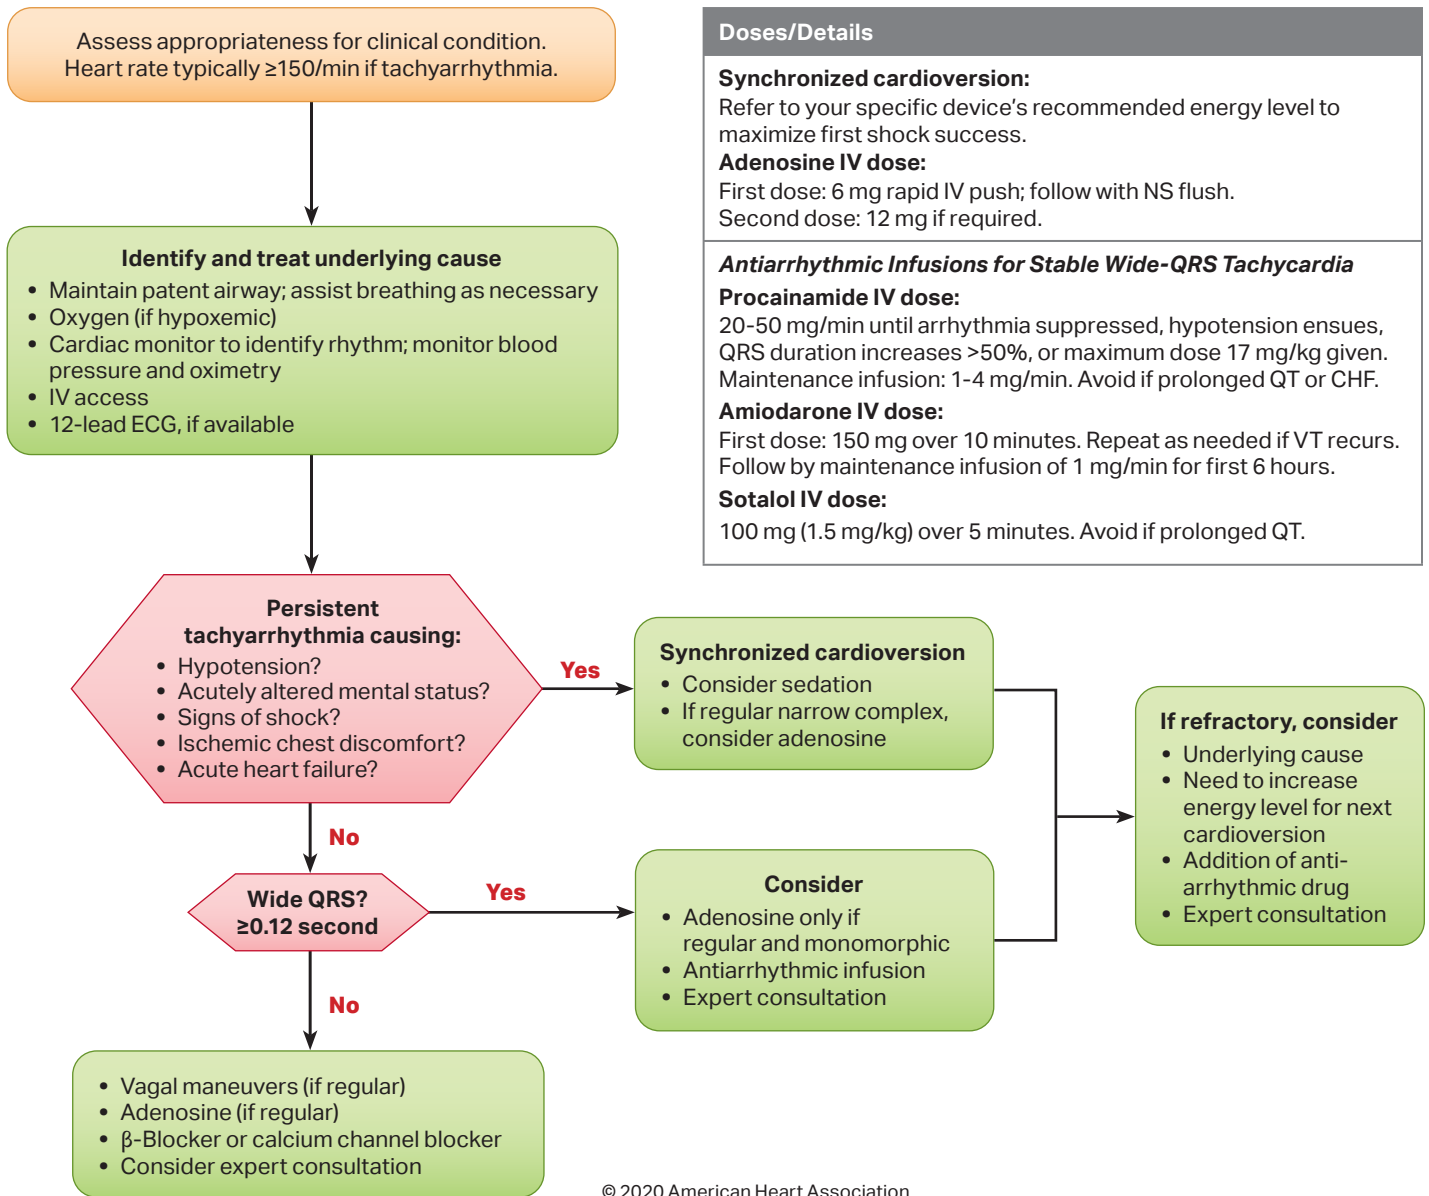 Assess appropriateness for clinical condition.
Heart rate typically ≥150/min if tachyarrhythmia.
Identify and treat underlying cause
• Maintain patent airway; assist breathing as necessary
• Oxygen (if hypoxemic)
• Cardiac monitor to identify rhythm; monitor blood
pressure and oximetry
• IV access
• 12-lead ECG, if available
Doses/Details
Synchronized cardioversion:
Refer to your specific device's recommended energy level to
maximize first shock success.
Adenosine IV dose:
First dose: 6 mg rapid IV push; follow with NS flush.
Second dose: 12 mg if required.
Antiarrhythmic Infusions for Stable Wide-QRS Tachycardia
Procainamide IV dose:
20-50 mg/min until arrhythmia suppressed, hypotension ensues,
QRS duration increases >50%, or maximum dose 17 mg/kg given.
Maintenance infusion: 1-4 mg/min. Avoid if prolonged QT or CHF.
Amiodarone IV dose:
First dose: 150 mg over 10 minutes. Repeat as needed if VT recurs.
Follow by maintenance infusion of 1 mg/min for first 6 hours.
Sotalol IV dose:
100 mg (1.5 mg/kg) over 5 minutes. Avoid if prolonged QT.
Persistent
tachyarrhythmia causing:
• Hypotension?
• Acutely altered mental status?
• Signs of shock?
• Ischemic chest discomfort?
• Acute heart failure?
Yes
Synchronized cardioversion
• Consider sedation
• If regular narrow complex,
consider adenosine
If refractory, consider
• Underlying cause
• Need to increase
energy level for next
cardioversion
• Addition of anti-
arrhythmic drug
• Expert consultation
No
Wide QRS?
≥0.12 second
Yes
Consider
• Adenosine only if
regular and monomorphic
• Antiarrhythmic infusion
• Expert consultation
No
• Vagal maneuvers (if regular)
• Adenosine (if regular)
• β-Blocker or calcium channel blocker
• Consider expert consultation
© 2020 American Heart Association